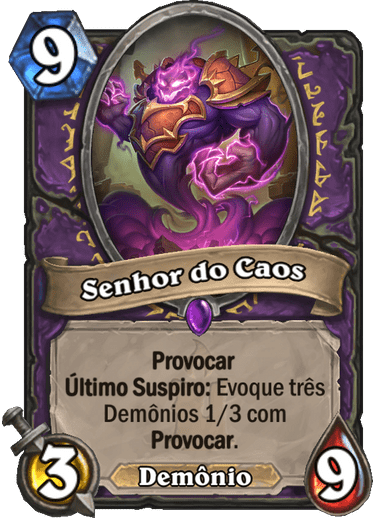 9
Senhor do Caos
Provocar
Último Suspiro: Evoque três
Demônios 1/3 com
Provocar.
3
Demônio
9